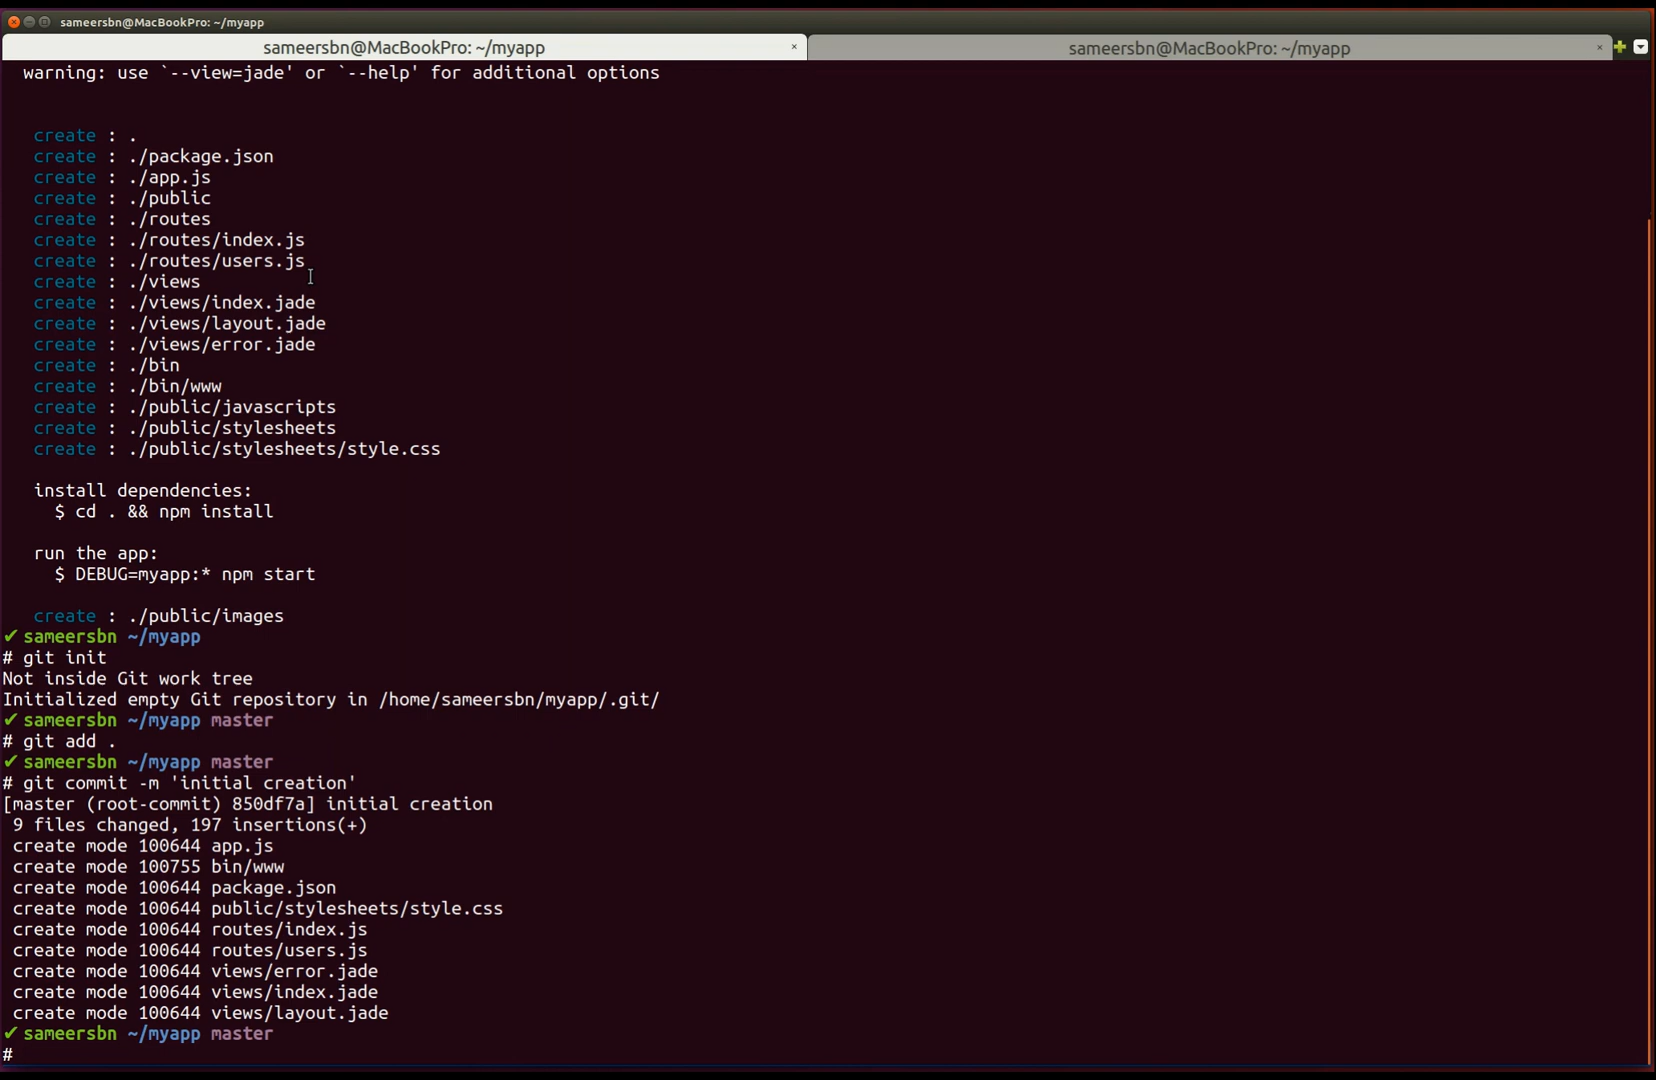 sameersbn@MacBookPro: ~/myapp
sameersbn@MacBookPro: ~/myapp × sameersbn@MacBookPro: ~/myapp ×
warning: use `--view=jade' or `--help' for additional options
create : .
create : ./package.json
create : ./app.js
create : ./public
create : ./routes
create : ./routes/index.js
create : ./routes/users.js
create : ./views
create : ./views/index.jade
create : ./views/layout.jade
create : ./views/error.jade
create : ./bin
create : ./bin/www
create : ./public/javascripts
create : ./public/stylesheets
create : ./public/stylesheets/style.css
install dependencies:
$ cd . && npm install
run the app:
$ DEBUG=myapp:* npm start
create : ./public/images
✔ sameersbn ~/myapp
# git init
Not inside Git work tree
Initialized empty Git repository in /home/sameersbn/myapp/.git/
✔ sameersbn ~/myapp master
# git add .
✔ sameersbn ~/myapp master
# git commit -m 'initial creation'
[master (root-commit) 850df7a] initial creation
9 files changed, 197 insertions(+)
create mode 100644 app.js
create mode 100755 bin/www
create mode 100644 package.json
create mode 100644 public/stylesheets/style.css
create mode 100644 routes/index.js
create mode 100644 routes/users.js
create mode 100644 views/error.jade
create mode 100644 views/index.jade
create mode 100644 views/layout.jade
✔ sameersbn ~/myapp master
#